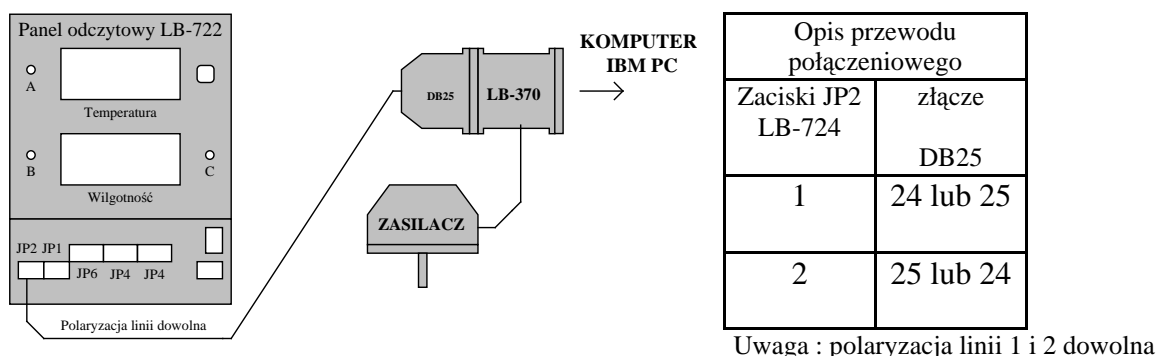 Panel odczytowy LB-722
A
Temperatura
B
C
Wilgotność
JP2 JP1
JP6 JP4 JP4
Polaryzacja linii dowolna
DB25
LB-370
ZASILACZ
KOMPUTER
IBM PC
Opis przewodu
połączeniowego
Zaciski JP2
LB-724
złącze
DB25
1
24 lub 25
2
25 lub 24
Uwaga : polaryzacja linii 1 i 2 dowolna